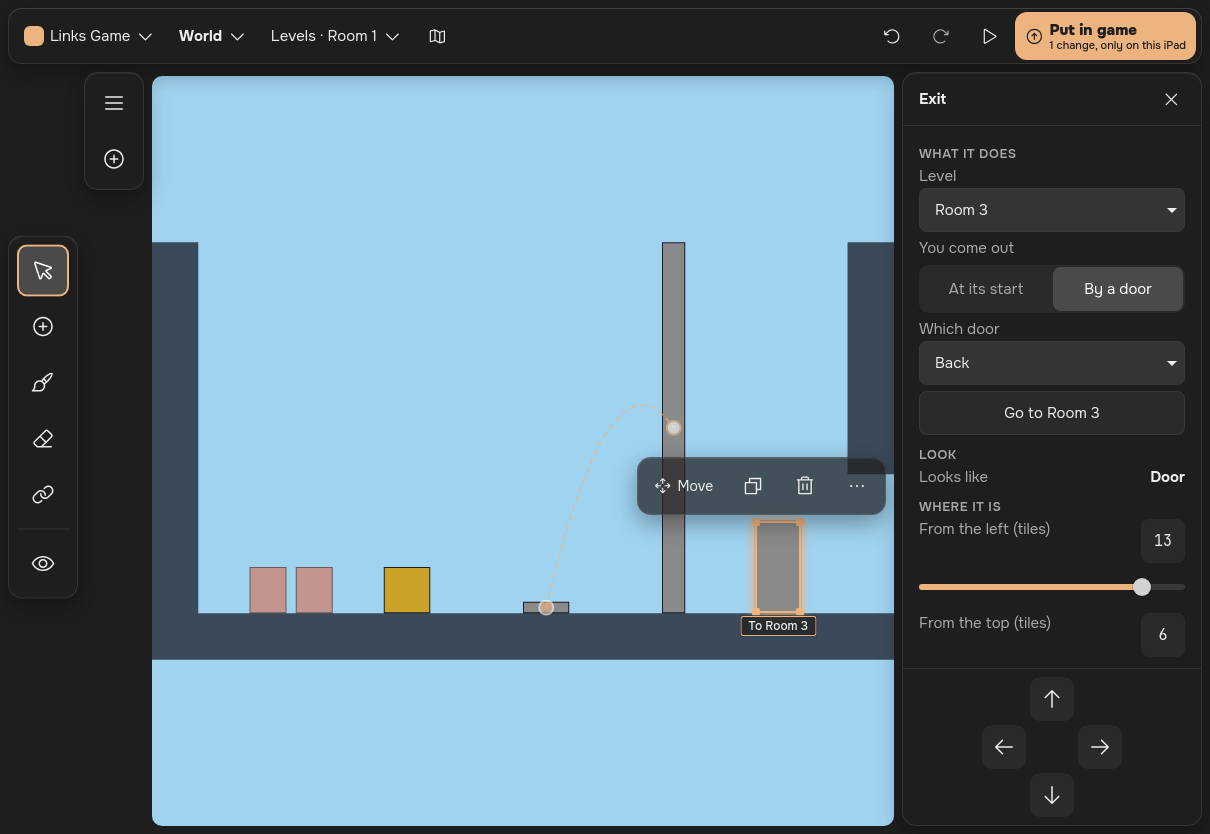 Links Game
World
Levels · Room 1
Put in game
1 change, only on this iPad
Exit
WHAT IT DOES
Level
Room 3
You come out
At its start
By a door
Which door
Back
Go to Room 3
LOOK
Looks like
Door
WHERE IT IS
From the left (tiles)
13
From the top (tiles)
6
Move
To Room 3